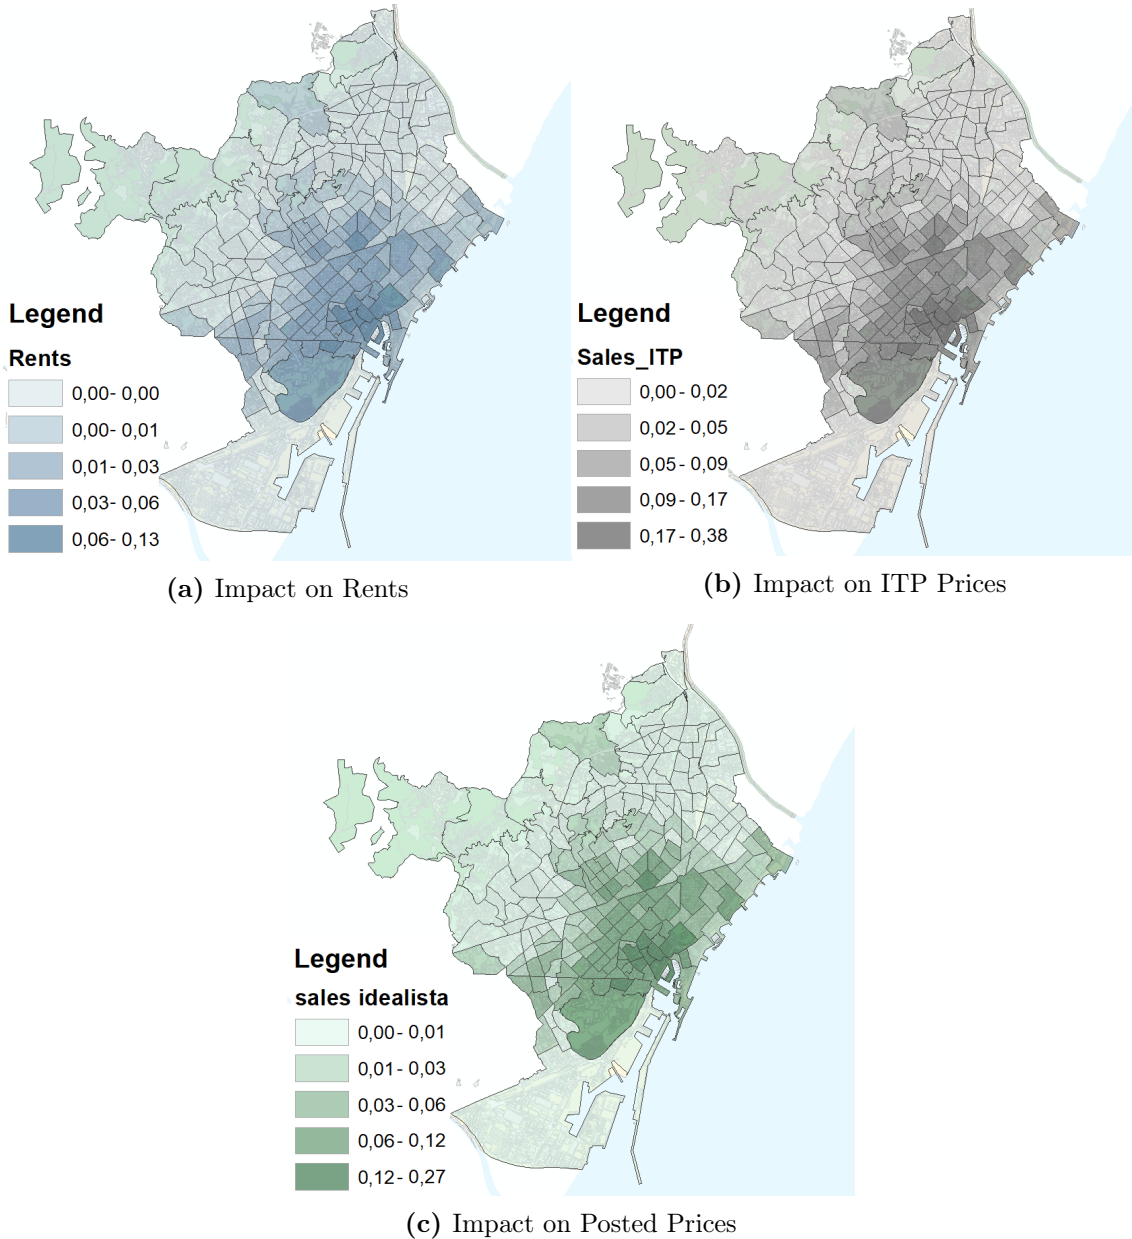 Legend
Rents
0,00- 0,00
0,00- 0,01
0,01- 0,03
0,03- 0,06
0,06- 0,13
(a) Impact on Rents
Legend
Sales_ITP
0,00- 0,02
0,02- 0,05
0,05- 0,09
0,09- 0,17
0,17- 0,38
(b) Impact on ITP Prices
Legend
sales idealista
0,00- 0,01
0,01- 0,03
0,03- 0,06
0,06- 0,12
0,12- 0,27
(c) Impact on Posted Prices